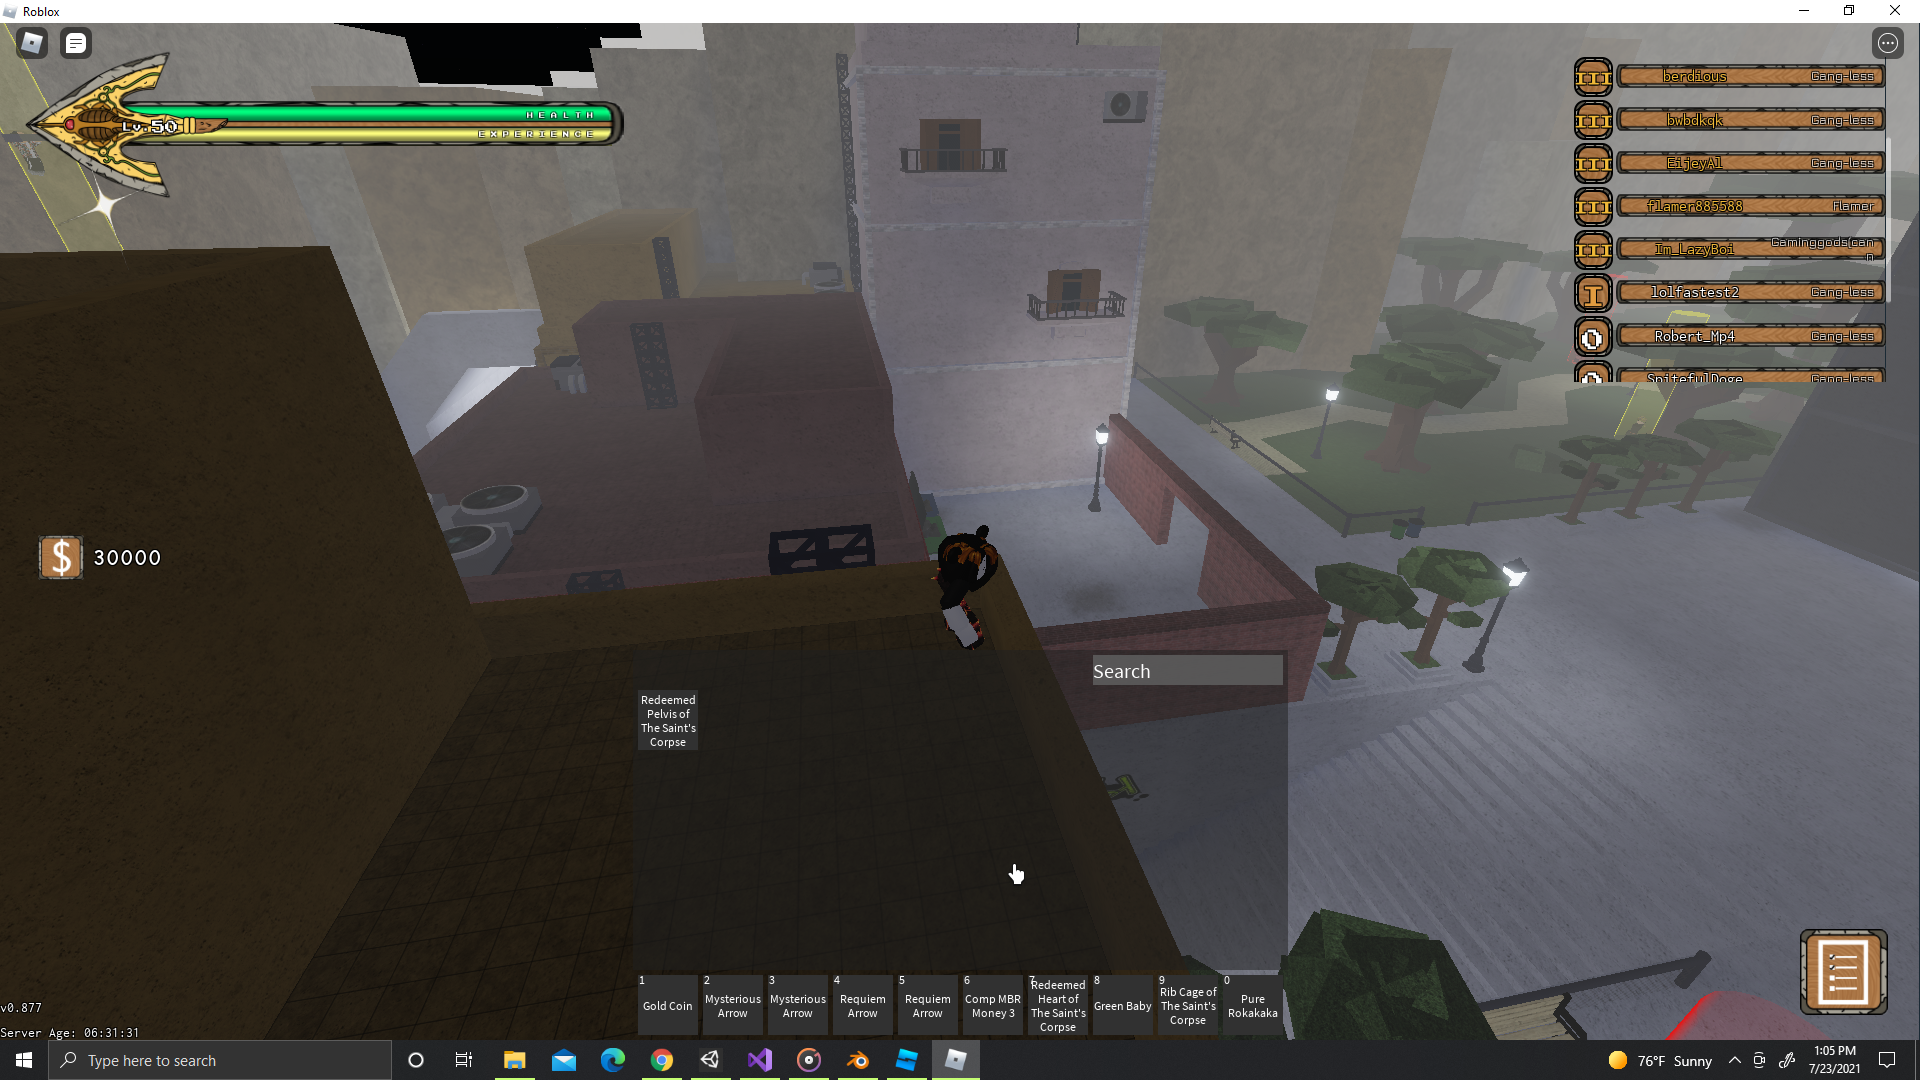 Roblox
HEALTH
Lv.50
EXPERIENCE
berdious Gang-less
bwbdkqk Gang-less
EijeyAl Gang-less
flamer885588 Flamer
Im_LazyBoi Gaminggods(can
n
lolfastest2 Gang-less
Robert_Mp4 Gang-less
SpitefulDoge Gang-less
$ 30000
Search
Redeemed
Pelvis of
The Saint's
Corpse
1
Gold Coin
2
Mysterious
Arrow
3
Mysterious
Arrow
4
Requiem
Arrow
5
Requiem
Arrow
6
Comp MBR
Money 3
7
Redeemed
Heart of
The Saint's
Corpse
8
Green Baby
9
Rib Cage of
The Saint's
Corpse
0
Pure
Rokakaka
v0.877
Server Age: 06:31:31
Type here to search
76°F Sunny
1:05 PM
7/23/2021